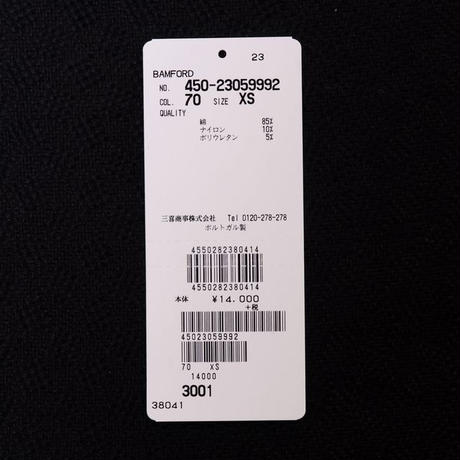 23
BAMFORD
NO. 450-23059992
COL. 70 SIZE XS
QUALITY
綿 85%
ナイロン 10%
ポリウレタン 5%
三喜商事株式会社 Tel 0120-278-278
ポルトガル製
4550282380414
4550282380414
本体 ¥14.000
+税
45023059992
70 XS
14000
3001
38041